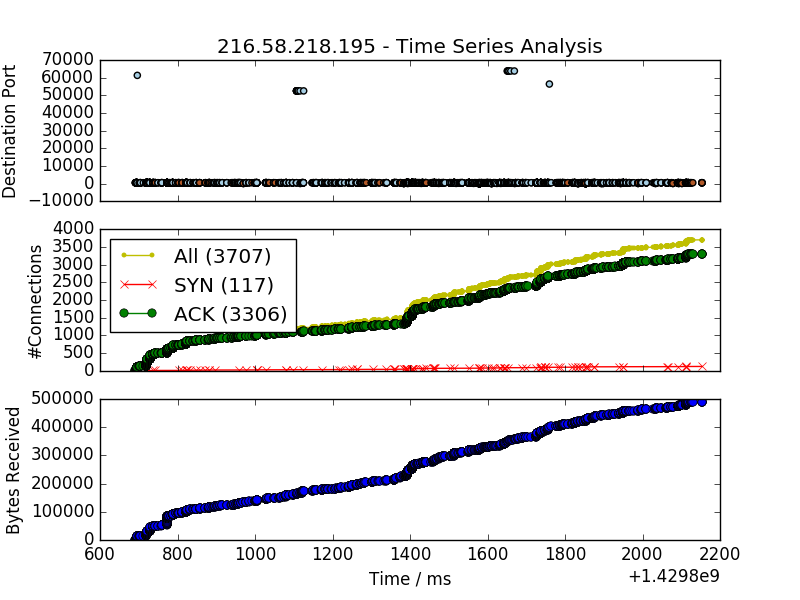 216.58.218.195 - Time Series Analysis
Destination Port
70000
60000
50000
40000
30000
20000
10000
0
−10000
#Connections
4000
3500
3000
2500
2000
1500
1000
500
0
All (3707)
SYN (117)
ACK (3306)
Bytes Received
500000
400000
300000
200000
100000
0
600 800 1000 1200 1400 1600 1800 2000 2200
Time / ms
+1.4298e9